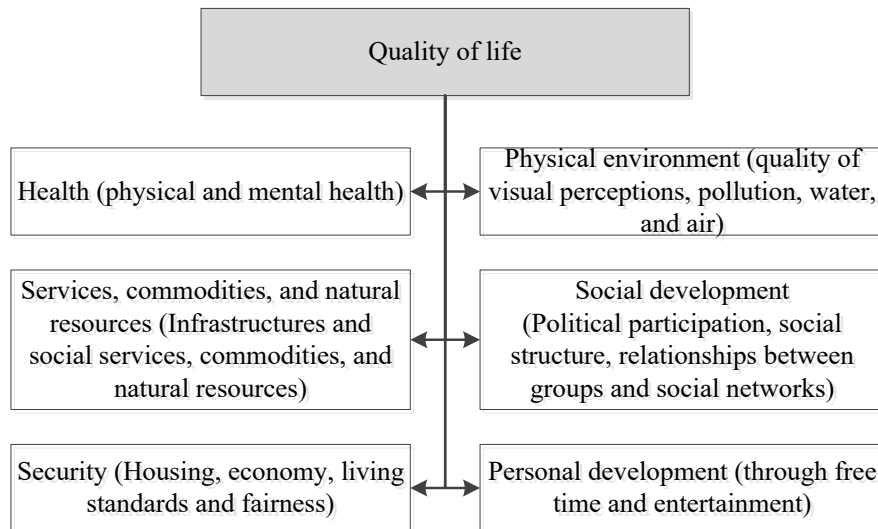 Quality of life
Health (physical and mental health)
Physical environment (quality of
visual perceptions, pollution, water,
and air)
Services, commodities, and natural
resources (Infrastructures and
social services, commodities, and
natural resources)
Social development
(Political participation, social
structure, relationships between
groups and social networks)
Security (Housing, economy, living
standards and fairness)
Personal development (through free
time and entertainment)